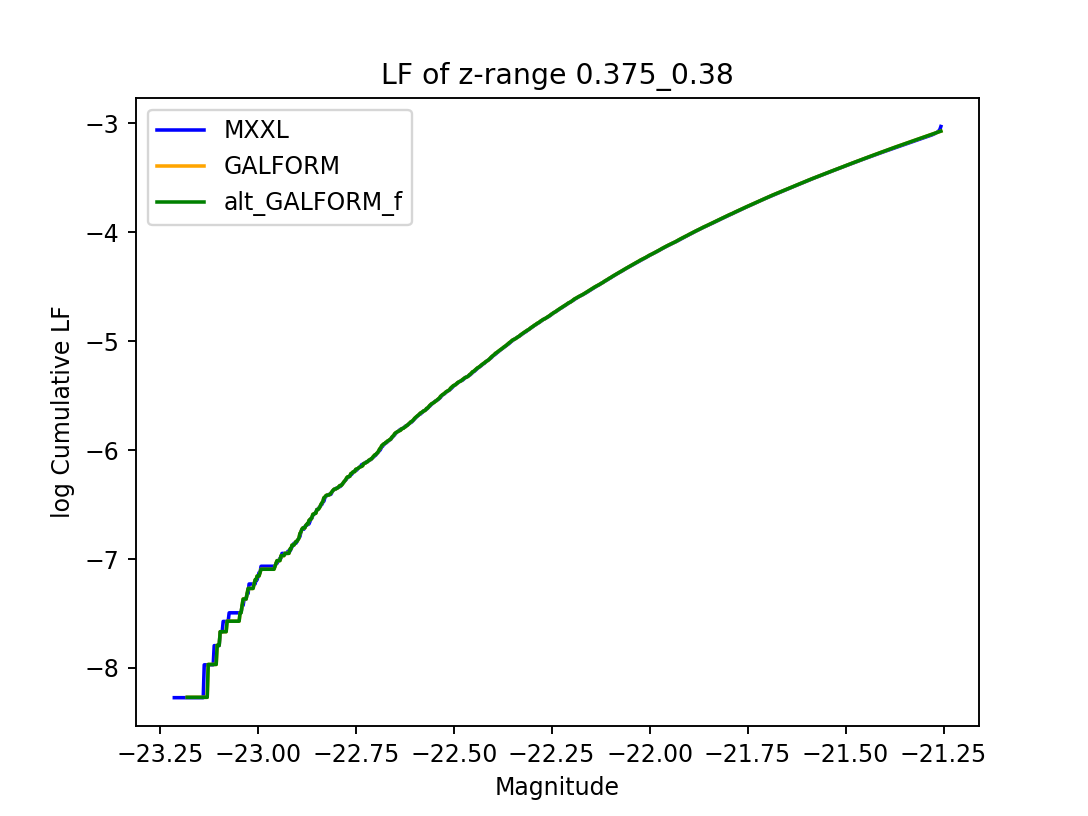 LF of z-range 0.375_0.38
MXXL
GALFORM
alt_GALFORM_f
log Cumulative LF
−3
−4
−5
−6
−7
−8
−23.25 −23.00 −22.75 −22.50 −22.25 −22.00 −21.75 −21.50 −21.25
Magnitude